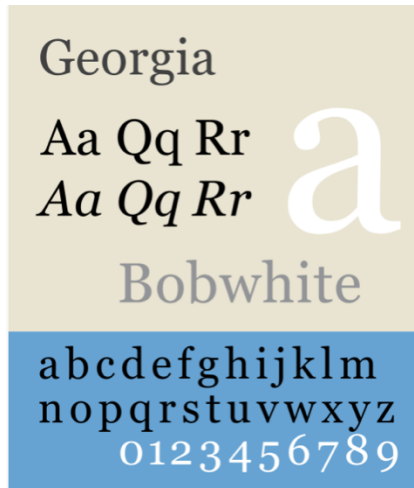 Georgia
Aa Qq Rr
Aa Qq Rr
a
Bobwhite
abcdefghijklm
nopqrstuvwxyz
0123456789